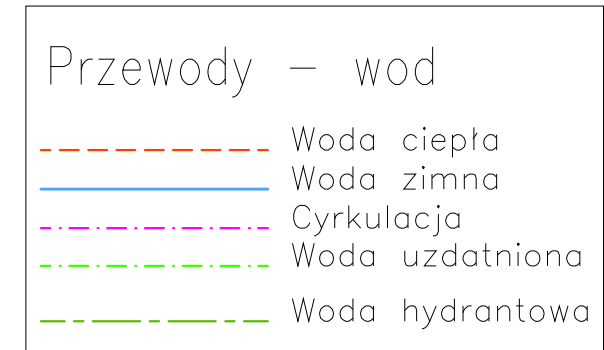 Przewody – wod
Woda ciepła
Woda zimna
Cyrkulacja
Woda uzdatniona
Woda hydrantowa